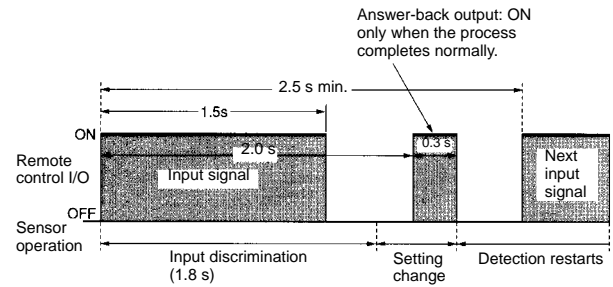 Answer-back output: ON
only when the process
completes normally.
2.5 s min.
1.5s
ON
2.0 s
0.3 s
Remote
control I/O
Input signal
Next
input
signal
OFF
Sensor
operation
Input discrimination
(1.8 s)
Setting
change
Detection restarts